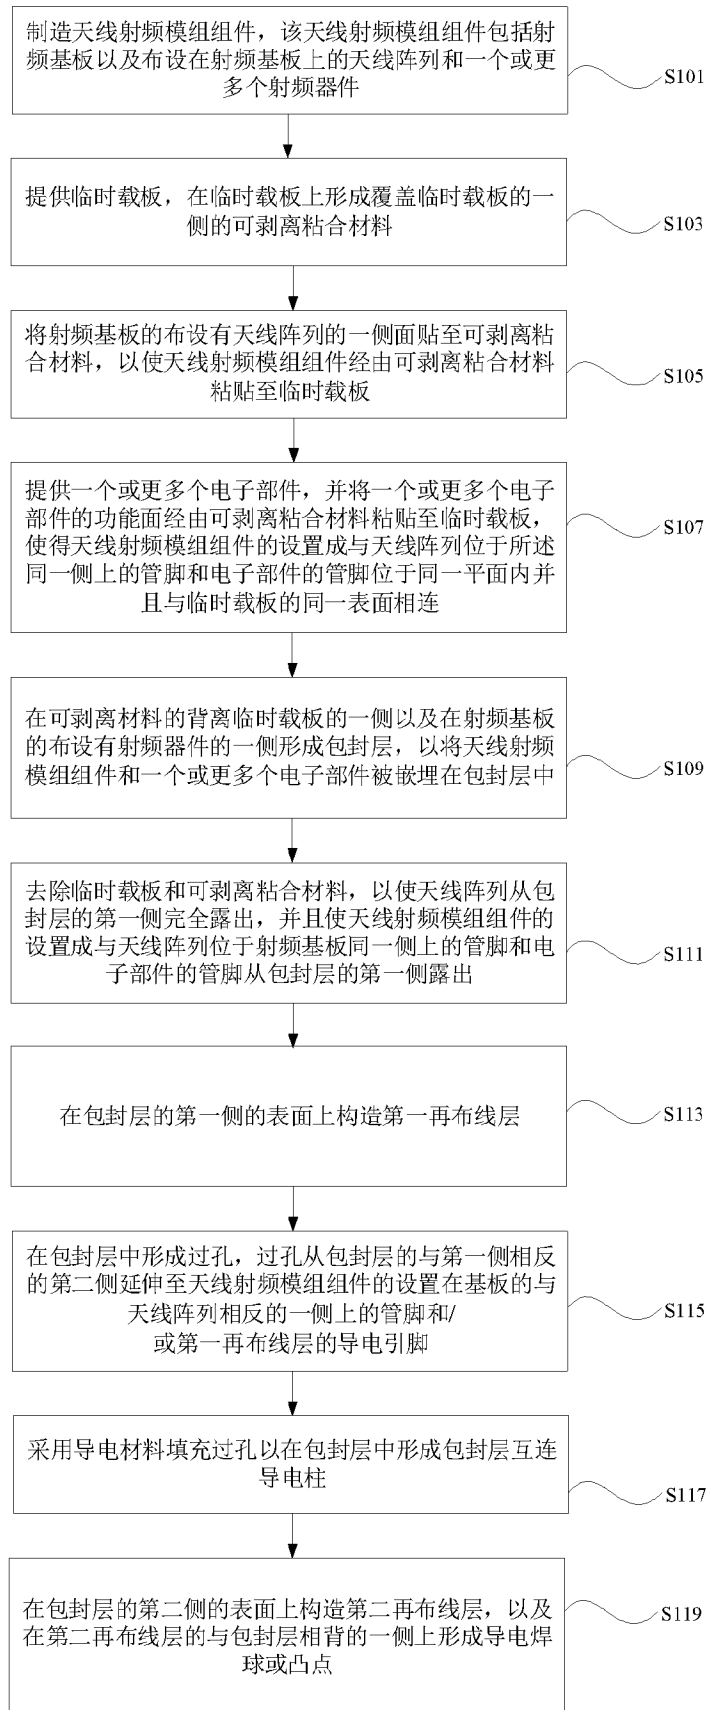 制造天线射频模组组件，该天线射频模组组件包括射
频基板以及布设在射频基板上的天线阵列和一个或更
多个射频器件
S101
提供临时载板，在临时载板上形成覆盖临时载板的一
侧的可剥离粘合材料
S103
将射频基板的布设有天线阵列的一侧面贴至可剥离粘
合材料，以使天线射频模组组件经由可剥离粘合材料
粘贴至临时载板
S105
提供一个或更多个电子部件，并将一个或更多个电子
部件的功能面经由可剥离粘合材料粘贴至临时载板，
使得天线射频模组组件的设置成与天线阵列位于所述
同一侧上的管脚和电子部件的管脚位于同一平面内并
且与临时载板的同一表面相连
S107
在可剥离材料的背离临时载板的一侧以及在射频基板
的布设有射频器件的一侧形成包封层，以将天线射频
模组组件和一个或更多个电子部件被嵌埋在包封层中
S109
去除临时载板和可剥离粘合材料，以使天线阵列从包
封层的第一侧完全露出，并且使天线射频模组组件的
设置成与天线阵列位于射频基板同一侧上的管脚和电
子部件的管脚从包封层的第一侧露出
S111
在包封层的第一侧的表面上构造第一再布线层
S113
在包封层中形成过孔，过孔从包封层的与第一侧相反
的第二侧延伸至天线射频模组组件的设置在基板的与
天线阵列相反的一侧上的管脚和/
或第一再布线层的导电引脚
S115
采用导电材料填充过孔以在包封层中形成包封层互连
导电柱
S117
在包封层的第二侧的表面上构造第二再布线层，以及
在第二再布线层的与包封层相背的一侧上形成导电焊
球或凸点
S119